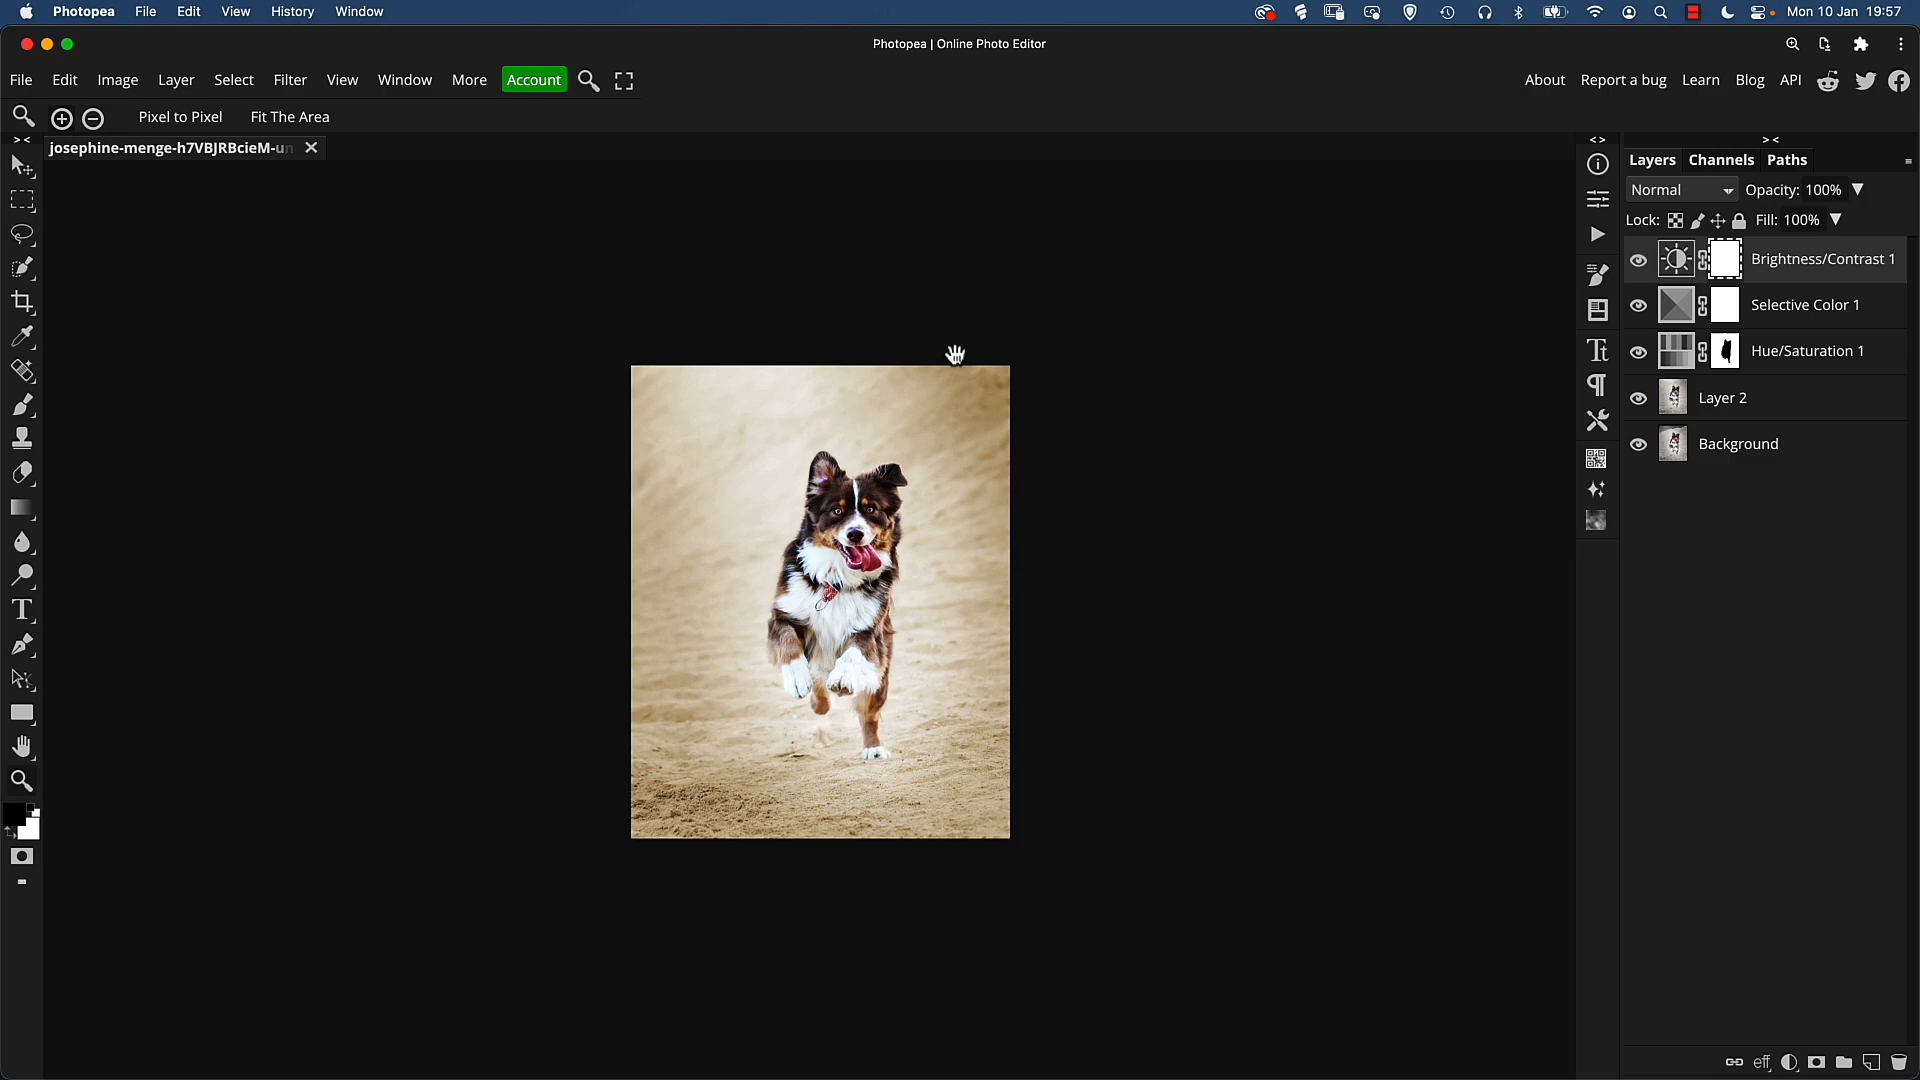 Photopea File Edit View History Window Mon 10 Jan 19:57
Photopea | Online Photo Editor
File Edit Image Layer Select Filter View Window More Account About Report a bug Learn Blog API
Pixel to Pixel Fit The Area
josephine-menge-h7VBJRBcieM-un
Layers Channels Paths
Normal Opacity: 100%
Lock: Fill: 100%
Brightness/Contrast 1
Selective Color 1
Hue/Saturation 1
Layer 2
Background
eff